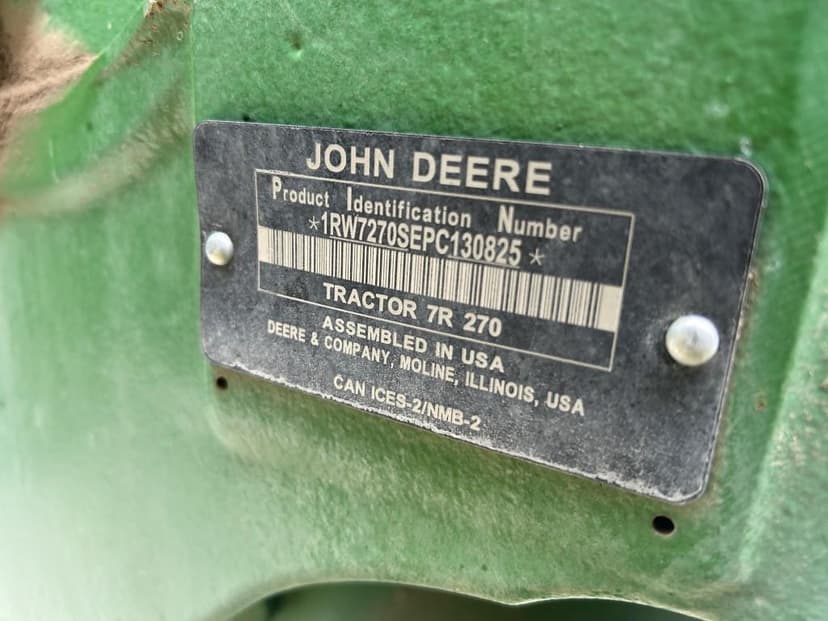 JOHN DEERE
Product Identification Number
*1RW7270SEPC130825*
TRACTOR 7R 270
ASSEMBLED IN USA
DEERE & COMPANY, MOLINE, ILLINOIS, USA
CAN ICES-2/NMB-2